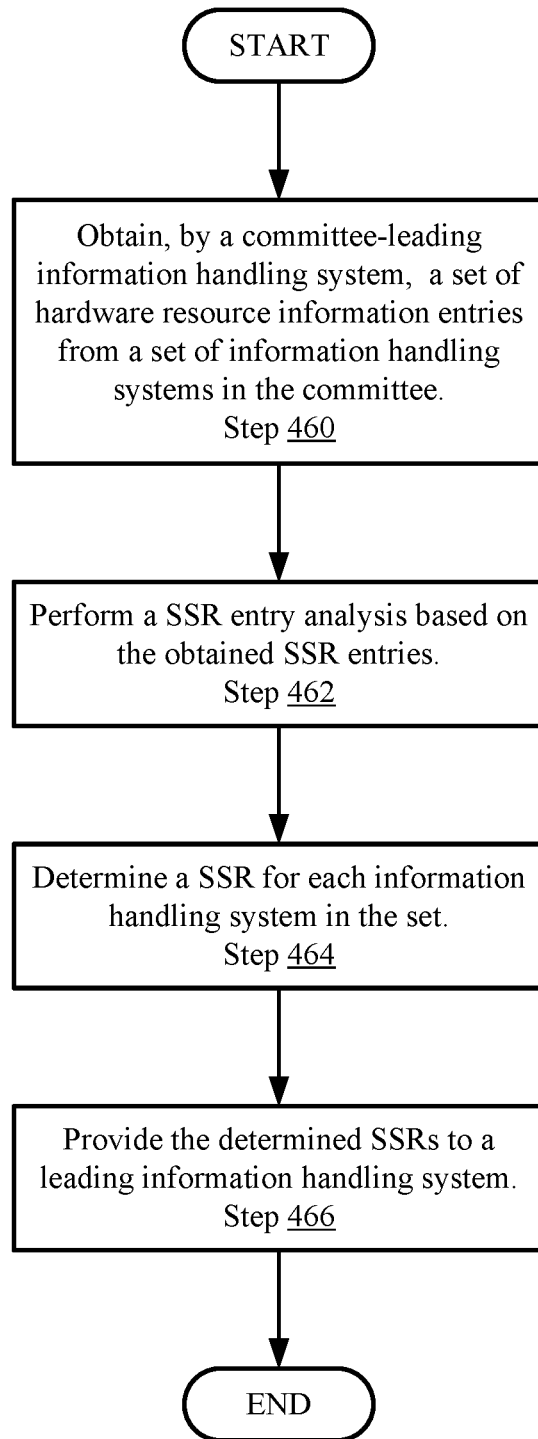 START
Obtain, by a committee-leading
information handling system,  a set of
hardware resource information entries
from a set of information handling
systems in the committee.
Step 460
Perform a SSR entry analysis based on
the obtained SSR entries.
Step 462
Determine a SSR for each information
handling system in the set.
Step 464
Provide the determined SSRs to a
leading information handling system.
Step 466
END